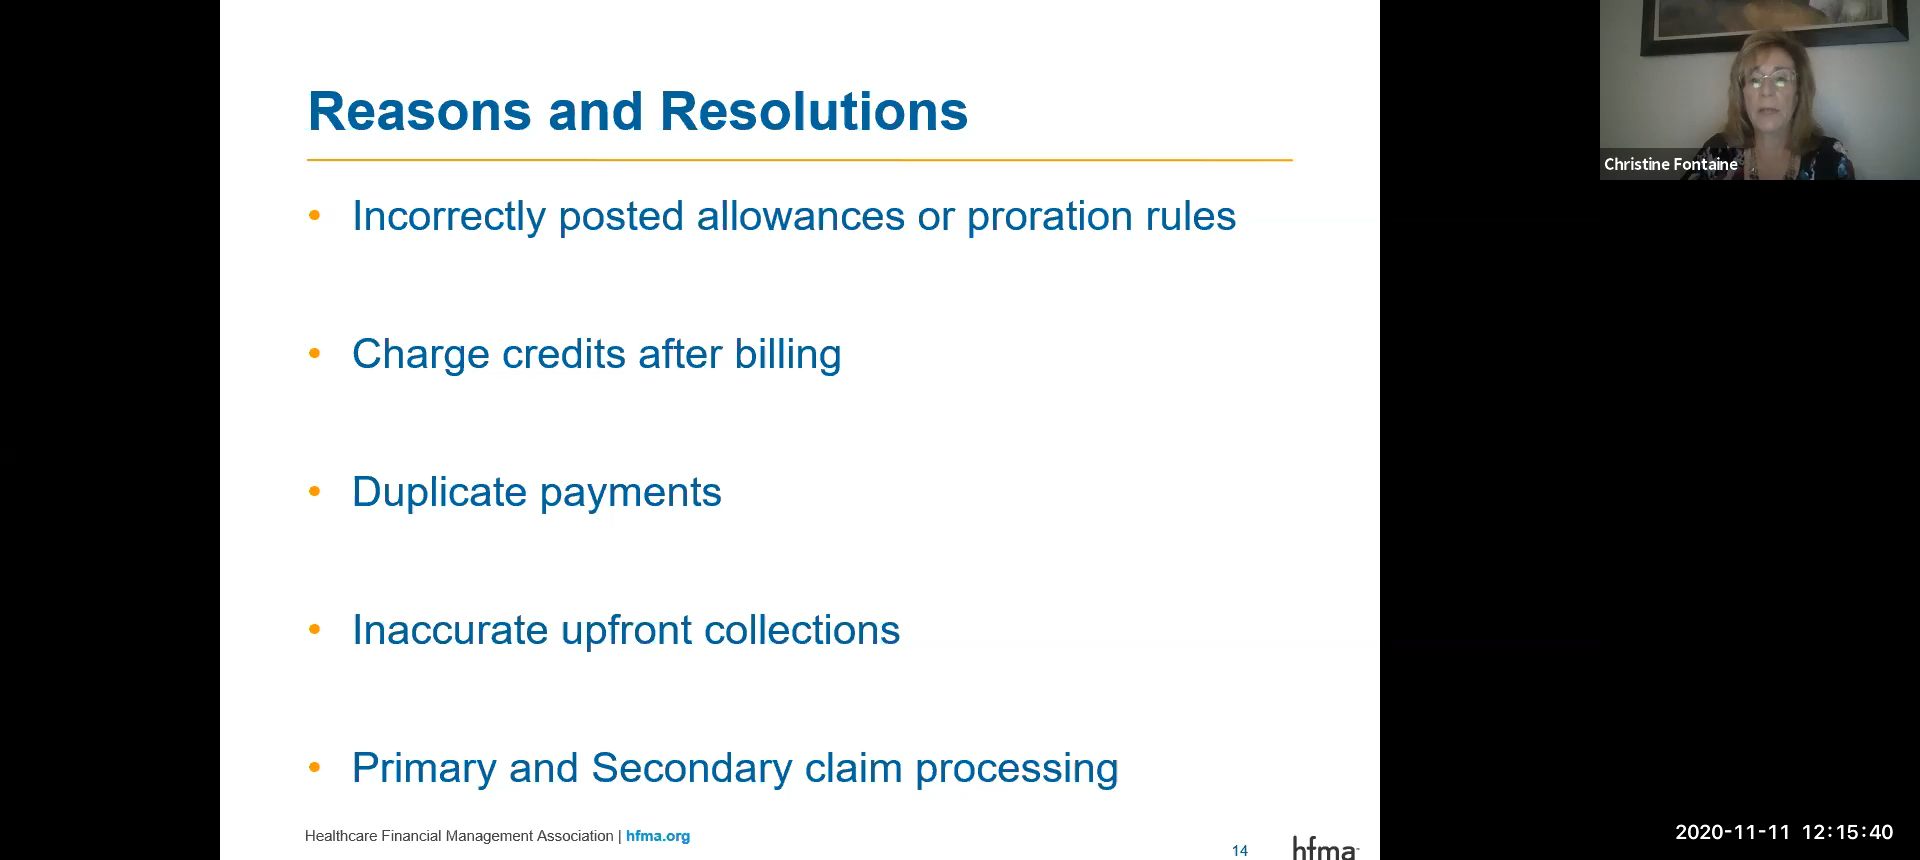 Reasons and Resolutions
Christine Fontaine
• Incorrectly posted allowances or proration rules
• Charge credits after billing
• Duplicate payments
• Inaccurate upfront collections
• Primary and Secondary claim processing
Healthcare Financial Management Association | hfma.org
14
hfma
2020-11-11 12:15:40